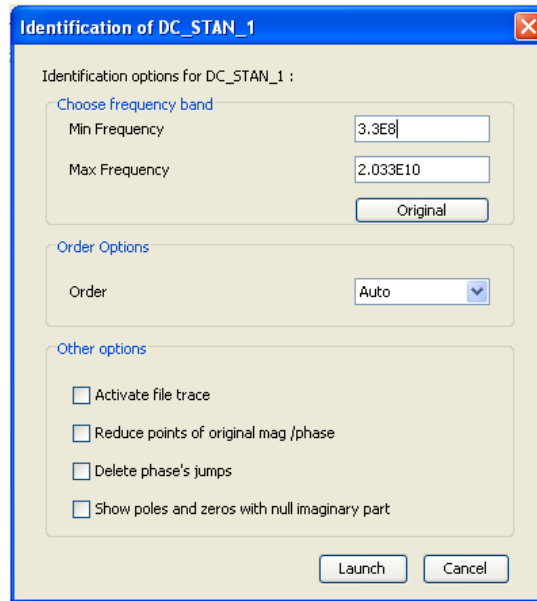 Identification of DC_STAN_1
Identification options for DC_STAN_1 :
Choose frequency band
Min Frequency 3.3E8
Max Frequency 2.033E10
Original
Order Options
Order Auto
Other options
Activate file trace
Reduce points of original mag /phase
Delete phase's jumps
Show poles and zeros with null imaginary part
Launch Cancel